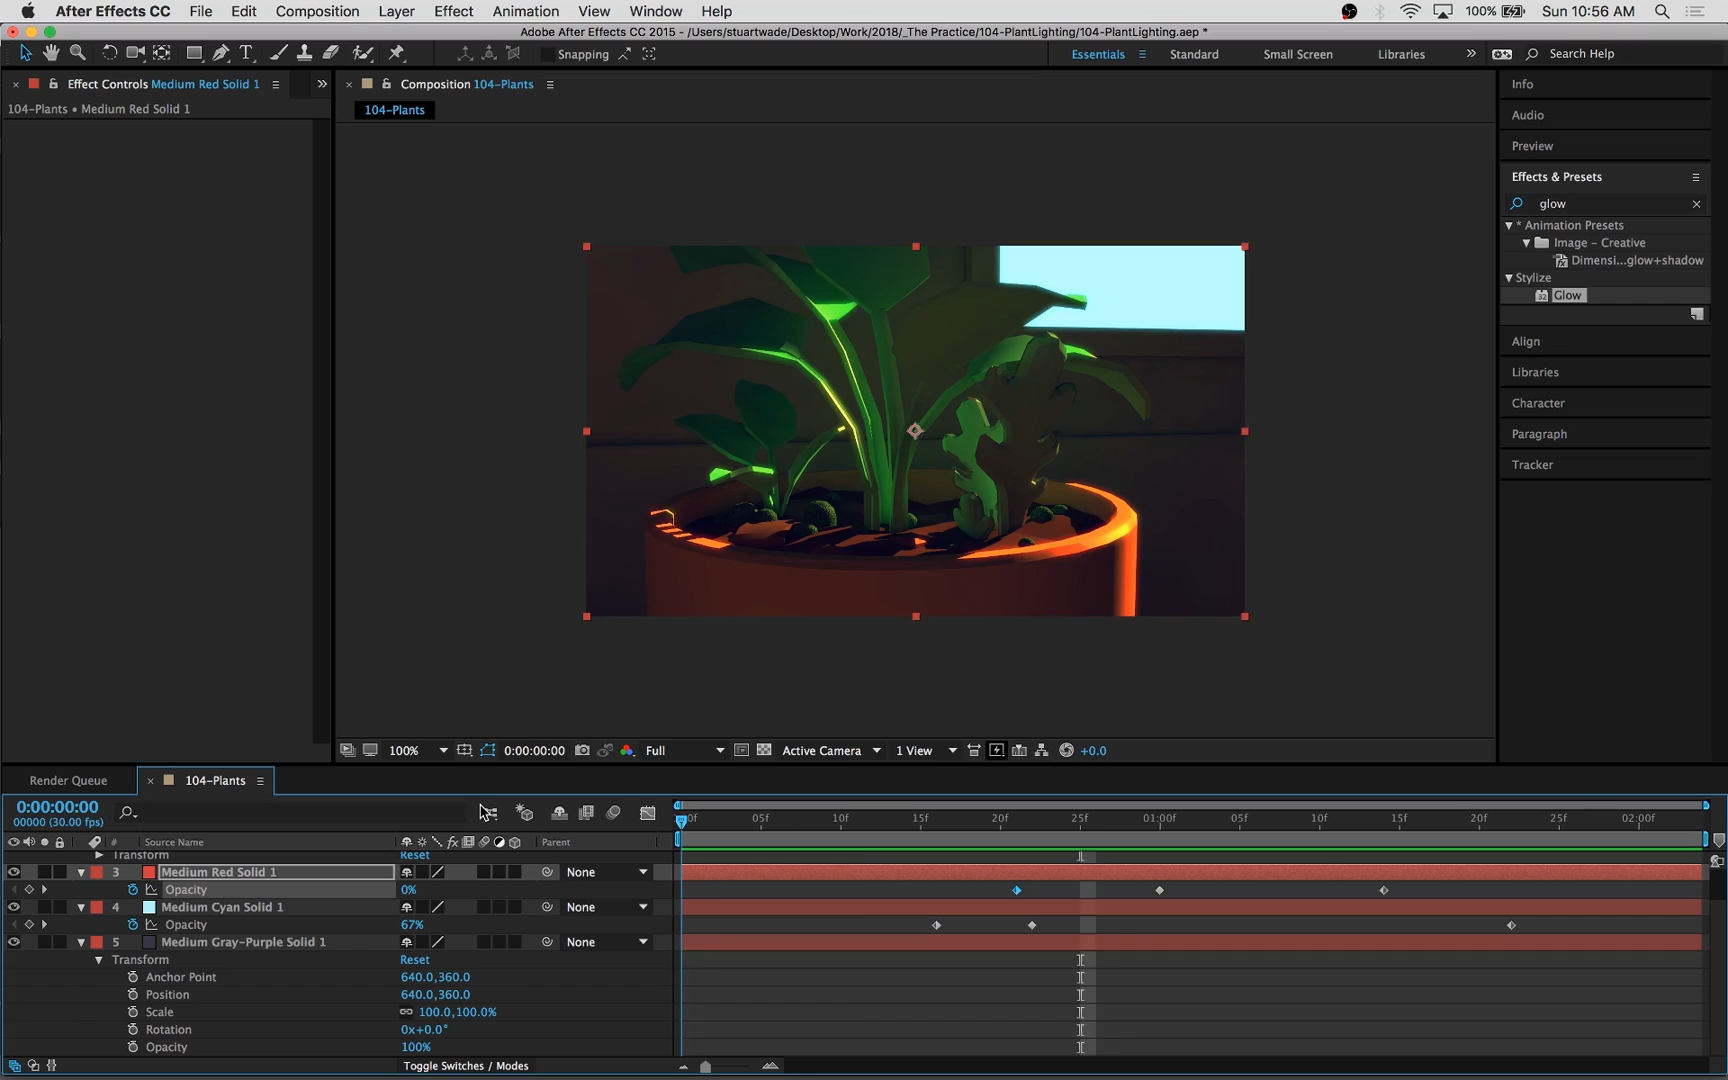 After Effects CC File Edit Composition Layer Effect Animation View Window Help 100% Sun 10:56 AM
Adobe After Effects CC 2015 - /Users/stuartwade/Desktop/Work/2018/_The Practice/104-PlantLighting/104-PlantLighting.aep *
Snapping Essentials Standard Small Screen Libraries Search Help
Effect Controls Medium Red Solid 1
104-Plants • Medium Red Solid 1
Composition 104-Plants
104-Plants
Info
Audio
Preview
Effects & Presets
glow
* Animation Presets
Image - Creative
Dimensi...glow+shadow
Stylize
32 Glow
Align
Libraries
Character
Paragraph
Tracker
100% 0:00:00:00 Full Active Camera 1 View +0.0
Render Queue 104-Plants
0:00:00:00
00000 (30.00 fps)
05f 10f 15f 20f 25f 01:00f 05f 10f 15f 20f 02:00f
# Source Name fx Parent
Transform Reset
3 Medium Red Solid 1 None
Opacity 0%
4 Medium Cyan Solid 1 None
Opacity 67%
5 Medium Gray-Purple Solid 1 None
Transform Reset
Anchor Point 640.0,360.0
Position 640.0,360.0
Scale 100.0,100.0%
Rotation 0x+0.0°
Opacity 100%
Toggle Switches / Modes